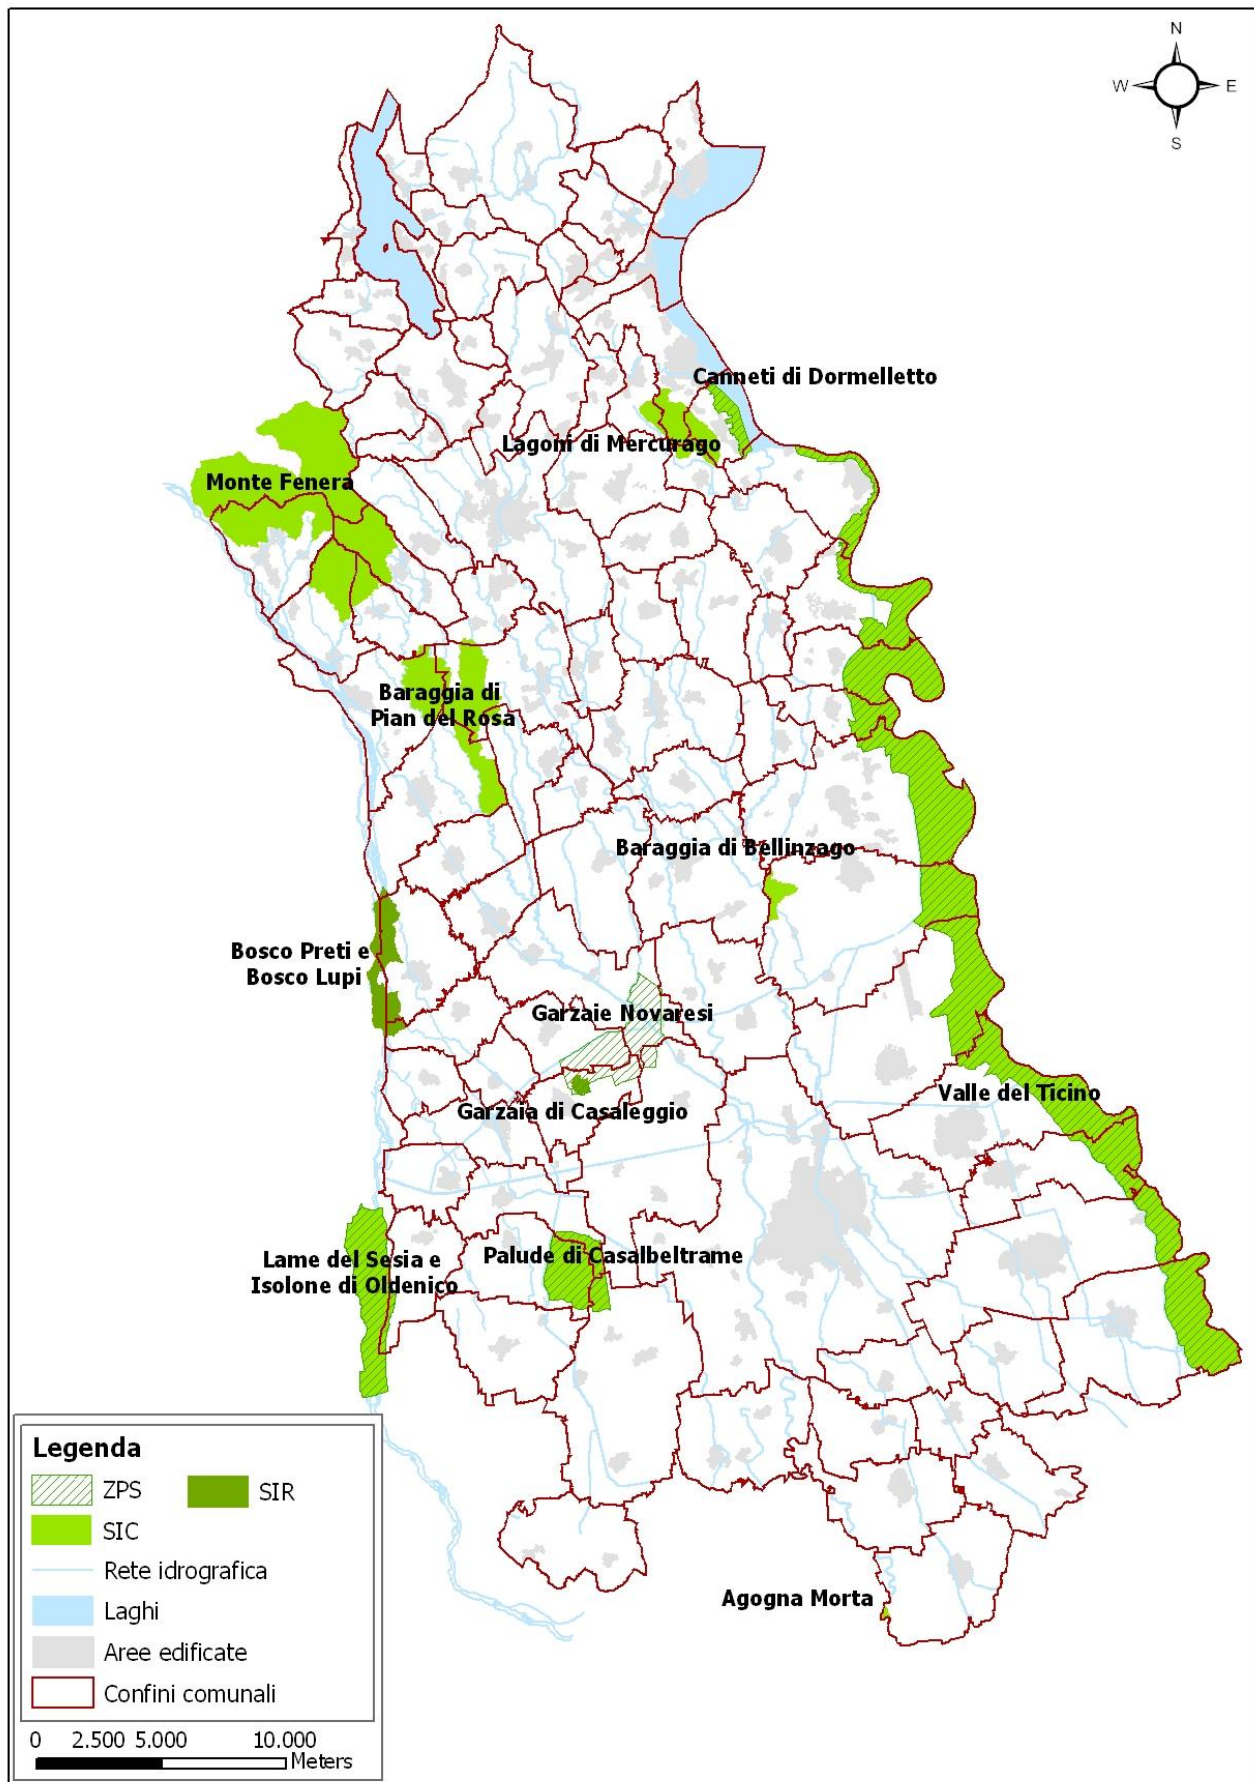 N
W E
S
Canneti di Dormelletto
Lagoni di Mercurago
Monte Fenera
Baraggia di
Pian del Rosa
Baraggia di Bellinzago
Bosco Preti e
Bosco Lupi
Garzaie Novaresi
Valle del Ticino
Garzaia di Casaleggio
Lame del Sesia e
Isolone di Oldenico
Palude di Casalbeltrame
Agogna Morta
Legenda
ZPS SIR
SIC
Rete idrografica
Laghi
Aree edificate
Confini comunali
0 2.500 5.000 10.000
Meters